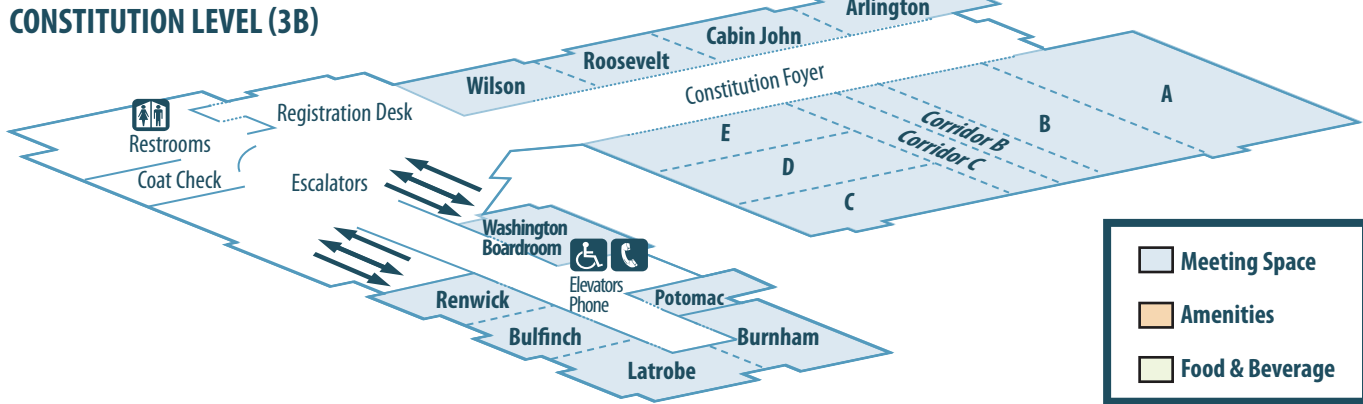 CONSTITUTION LEVEL (3B)
Arlington
Cabin John
Roosevelt
Wilson
Constitution Foyer
A
B
Corridor B
Corridor C
E
D
C
Registration Desk
Restrooms
Coat Check
Escalators
Washington
Boardroom
Elevators
Phone
Potomac
Renwick
Bulfinch
Burnham
Latrobe
Meeting Space
Amenities
Food & Beverage